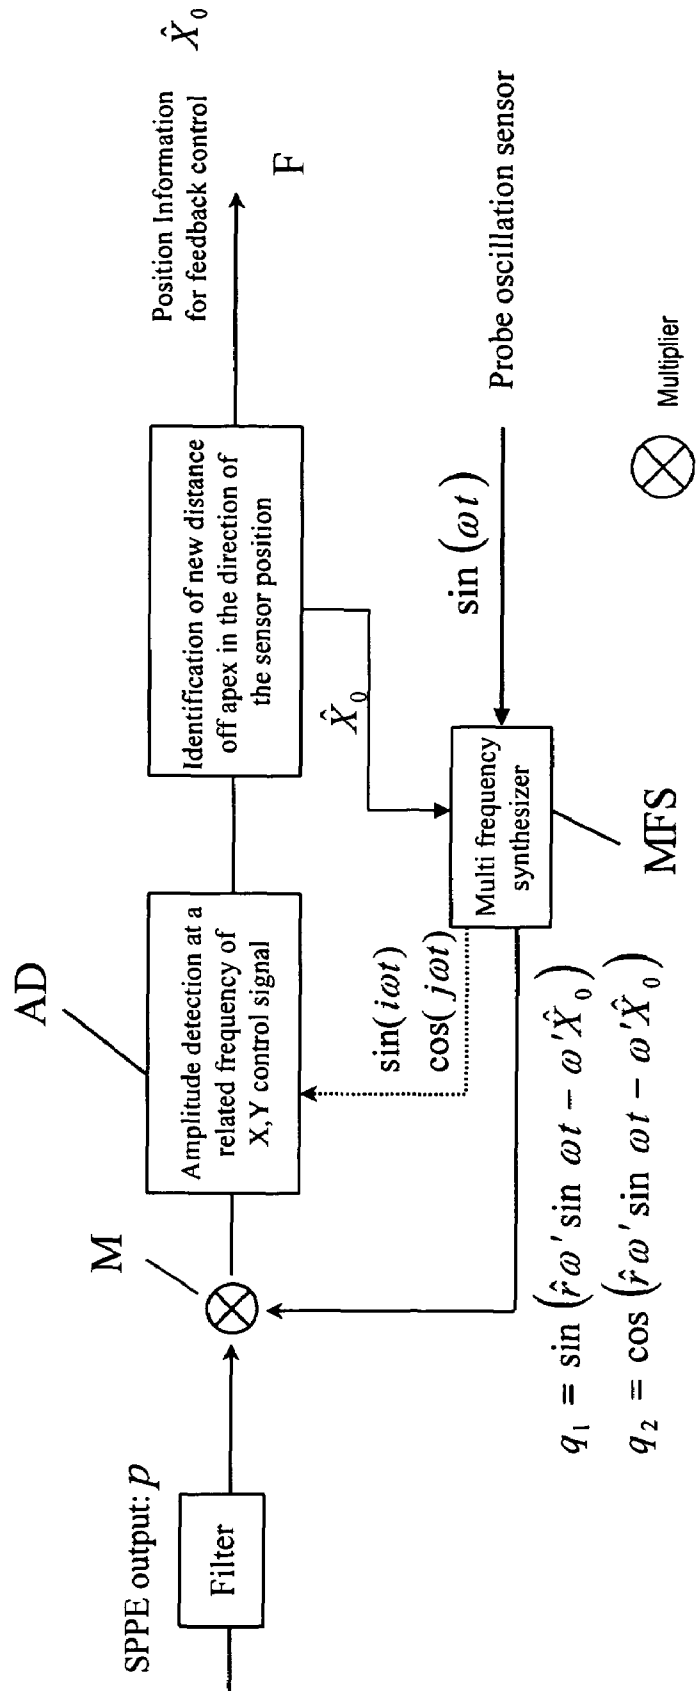 SPPE output: p
Filter
M
AD
Amplitude detection at a
related frequency of
X,Y control signal
Identification of new distance
off apex in the direction of
the sensor position
Position Information
for feedback control
X̂₀
F
X̂₀
sin(iωt)
cos(jωt)
Multi frequency
synthesizer
MFS
sin (ωt)
Probe oscillation sensor
q₁ = sin (r̂ω' sin ωt − ω'X̂₀)
q₂ = cos (r̂ω' sin ωt − ω'X̂₀)
Multiplier